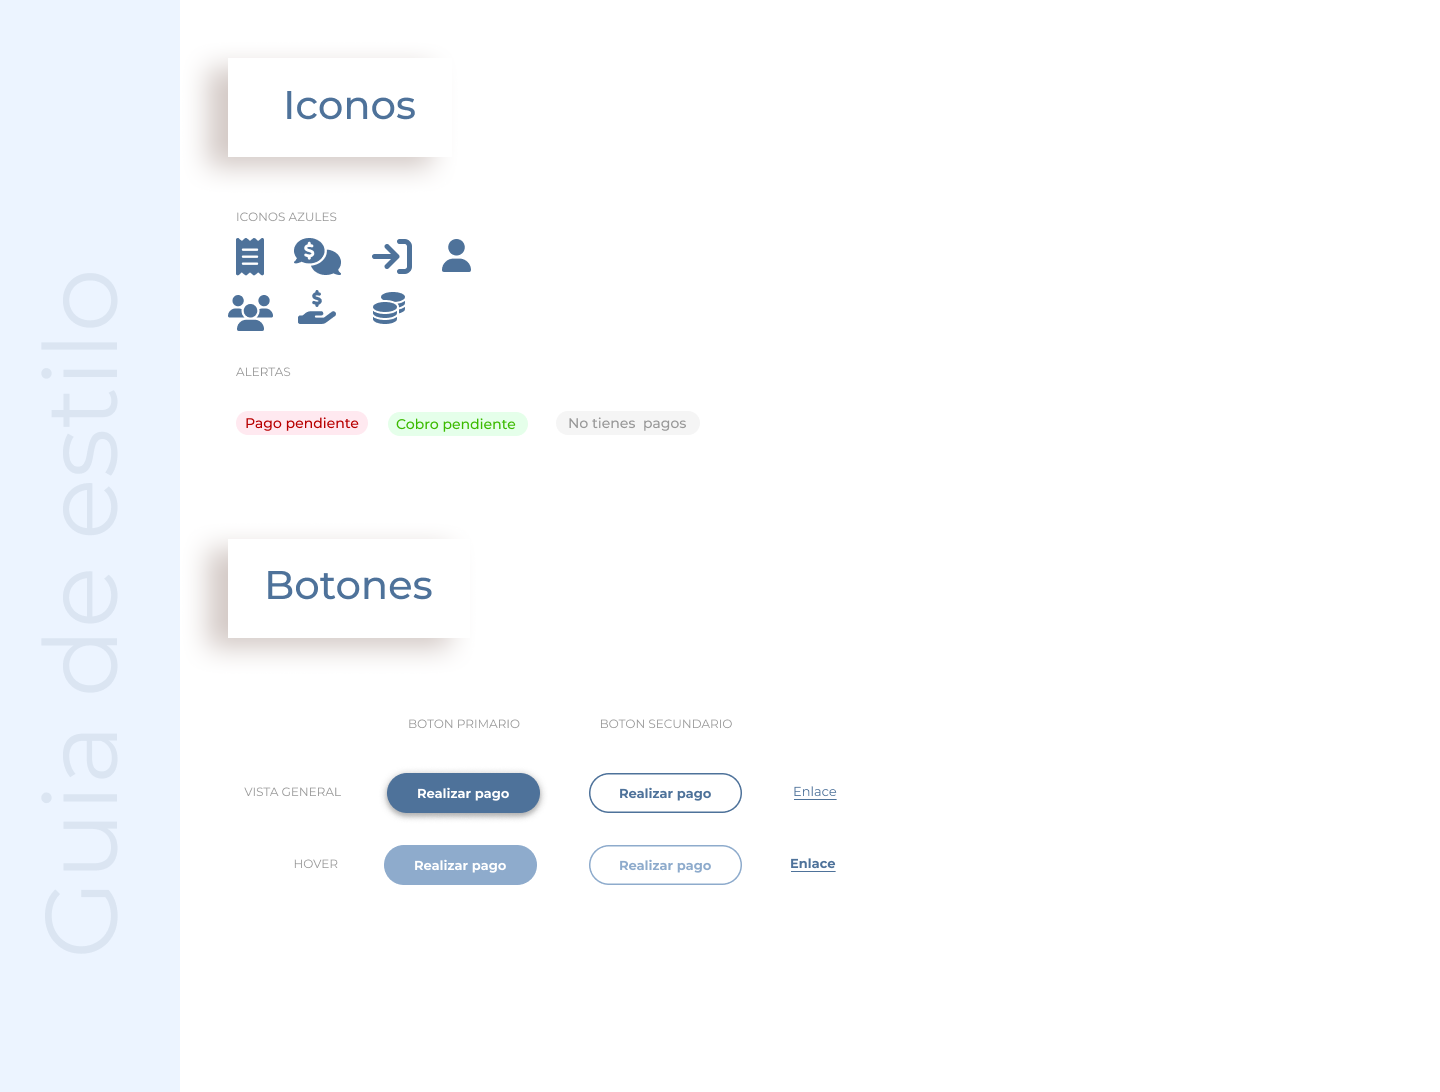 Guia de estilo
Iconos
ICONOS AZULES
ALERTAS
Pago pendiente
Cobro pendiente
No tienes  pagos
Botones
BOTON PRIMARIO
BOTON SECUNDARIO
VISTA GENERAL
Realizar pago
Realizar pago
Enlace
HOVER
Realizar pago
Realizar pago
Enlace